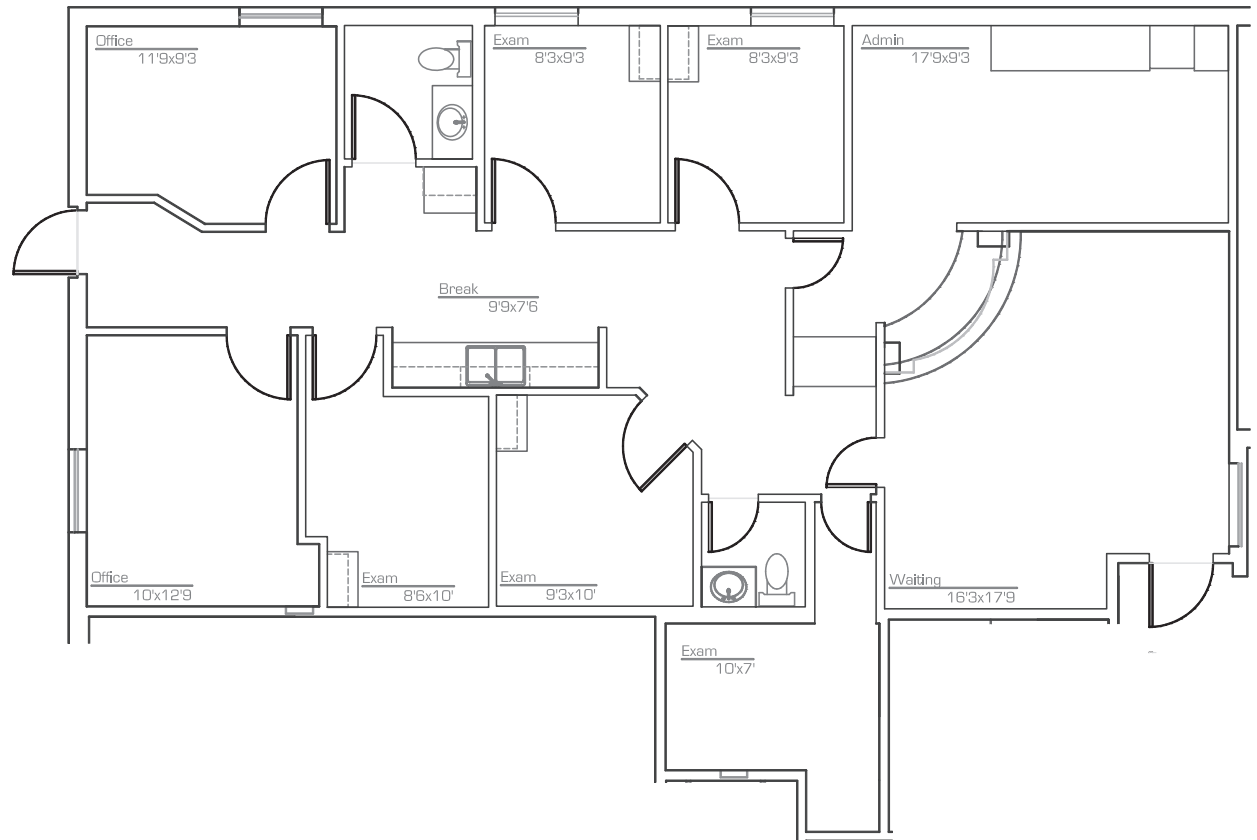 Office
11'9x9'3
Exam
8'3x9'3
Exam
8'3x9'3
Admin
17'9x9'3
Break
9'9x7'6
Office
10'x12'9
Exam
8'6x10'
Exam
9'3x10'
Waiting
16'3x17'9
Exam
10'x7'